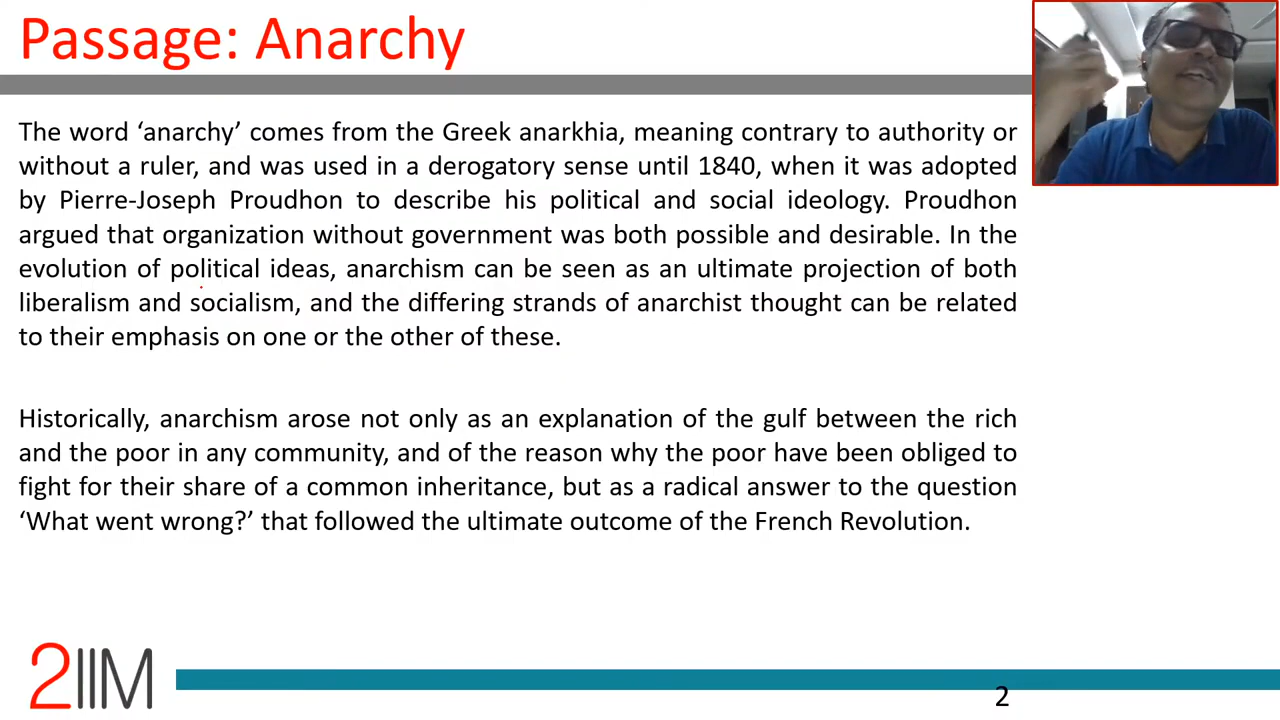 Passage: Anarchy
The word ‘anarchy’ comes from the Greek anarkhia, meaning contrary to authority or
without a ruler, and was used in a derogatory sense until 1840, when it was adopted
by Pierre-Joseph Proudhon to describe his political and social ideology. Proudhon
argued that organization without government was both possible and desirable. In the
evolution of political ideas, anarchism can be seen as an ultimate projection of both
liberalism and socialism, and the differing strands of anarchist thought can be related
to their emphasis on one or the other of these.
Historically, anarchism arose not only as an explanation of the gulf between the rich
and the poor in any community, and of the reason why the poor have been obliged to
fight for their share of a common inheritance, but as a radical answer to the question
‘What went wrong?’ that followed the ultimate outcome of the French Revolution.
2IIM
2